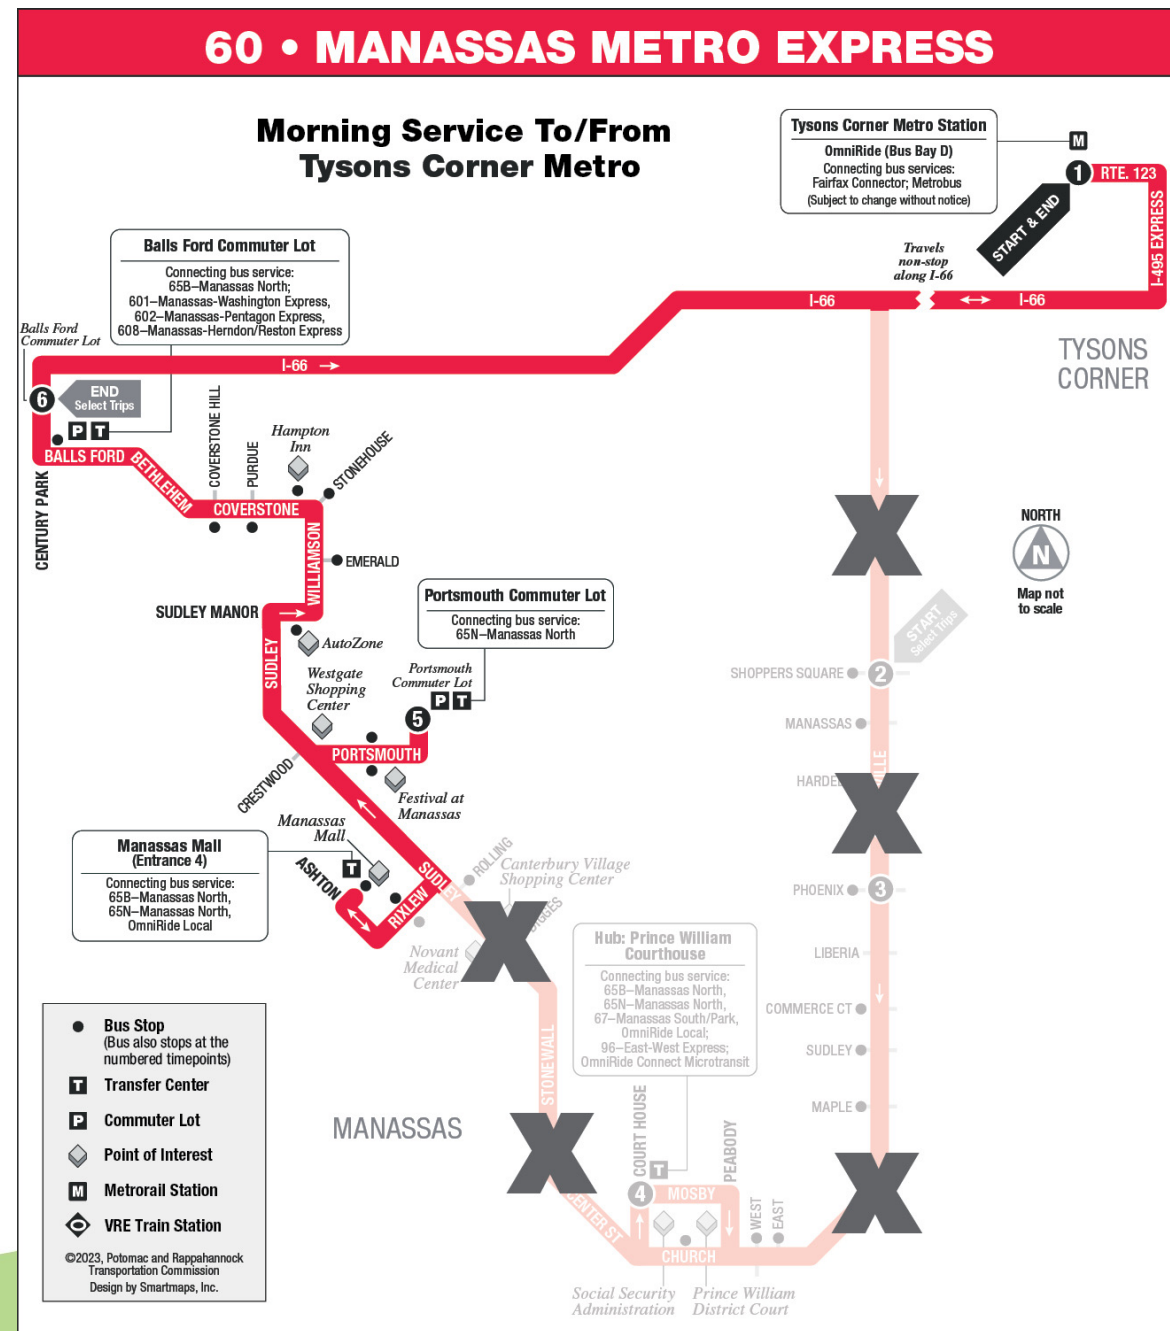 60 • MANASSAS METRO EXPRESS
Morning Service To/From
Tysons Corner Metro
Tysons Corner Metro Station
OmniRide (Bus Bay D)
Connecting bus services:
Fairfax Connector; Metrobus
(Subject to change without notice)
M
1
RTE. 123
START & END
I-495 EXPRESS
Travels
non-stop
along I-66
I-66
I-66
TYSONS
CORNER
Balls Ford Commuter Lot
Connecting bus service:
65B–Manassas North;
601–Manassas-Washington Express,
602–Manassas-Pentagon Express,
608–Manassas-Herndon/Reston Express
Balls Ford
Commuter Lot
I-66
6
END
Select Trips
P T
BALLS FORD
BETHLEHEM
CENTURY PARK
COVERSTONE HILL
PURDUE
Hampton
Inn
STONEHOUSE
COVERSTONE
WILLIAMSON
EMERALD
SUDLEY MANOR
AutoZone
SUDLEY
Westgate
Shopping
Center
Portsmouth Commuter Lot
Connecting bus service:
65N–Manassas North
Portsmouth
Commuter Lot
P T
5
PORTSMOUTH
CRESTWOOD
Festival at
Manassas
Manassas
Mall
Manassas Mall
(Entrance 4)
Connecting bus service:
65B–Manassas North,
65N–Manassas North,
OmniRide Local
T
ASHTON
RIXLEW
SUDLEY
ROLLING
Canterbury Village
Shopping Center
Novant
Medical
Center
X
STONEWALL
MANASSAS
X
CENTER ST
Hub: Prince William
Courthouse
Connecting bus service:
65B–Manassas North,
65N–Manassas North,
67–Manassas South/Park,
OmniRide Local;
96–East-West Express;
OmniRide Connect Microtransit
COURT HOUSE
T
PEABODY
4
MOSBY
WEST
EAST
CHURCH
Social Security
Administration
Prince William
District Court
NORTH
N
Map not
to scale
X
START
Select Trips
SHOPPERS SQUARE
2
MANASSAS
X
PHOENIX
3
LIBERIA
COMMERCE CT
SUDLEY
MAPLE
X
Bus Stop
(Bus also stops at the
numbered timepoints)
T Transfer Center
P Commuter Lot
Point of Interest
M Metrorail Station
VRE Train Station
©2023, Potomac and Rappahannock
Transportation Commission
Design by Smartmaps, Inc.